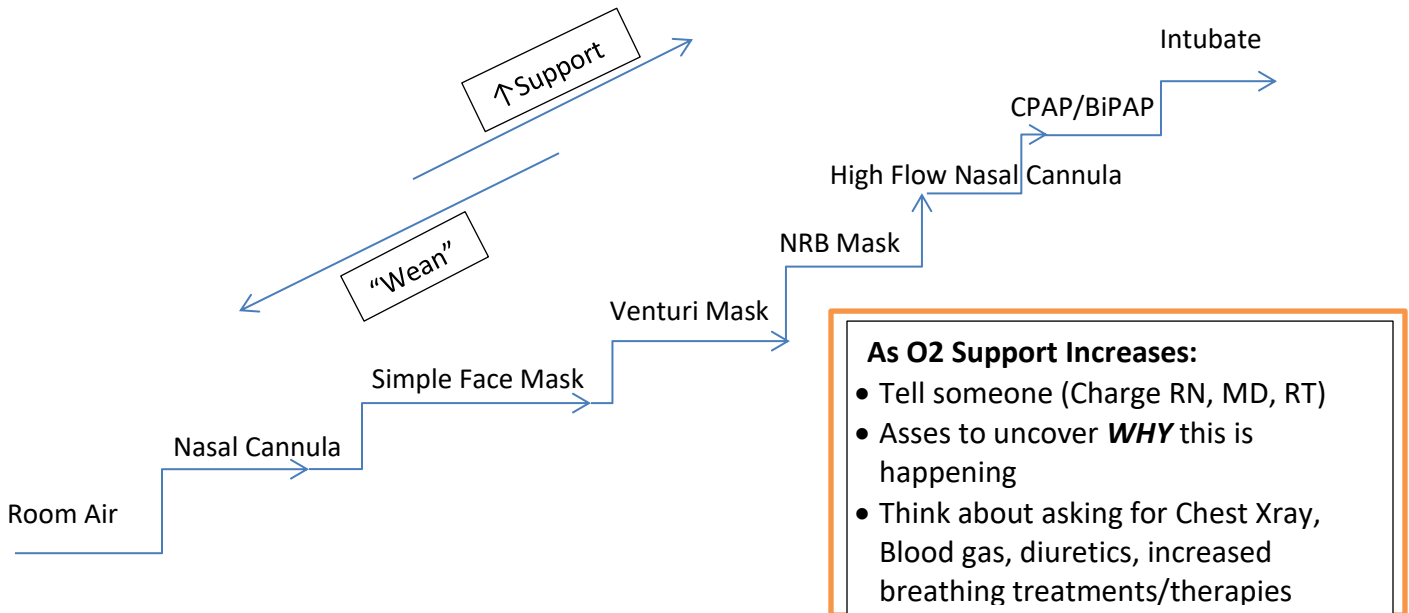 Intubate
↑Support
CPAP/BiPAP
High Flow Nasal Cannula
NRB Mask
“Wean”
Venturi Mask
Simple Face Mask
Nasal Cannula
Room Air
As O2 Support Increases:
• Tell someone (Charge RN, MD, RT)
• Asses to uncover WHY this is
happening
• Think about asking for Chest Xray,
Blood gas, diuretics, increased
breathing treatments/therapies